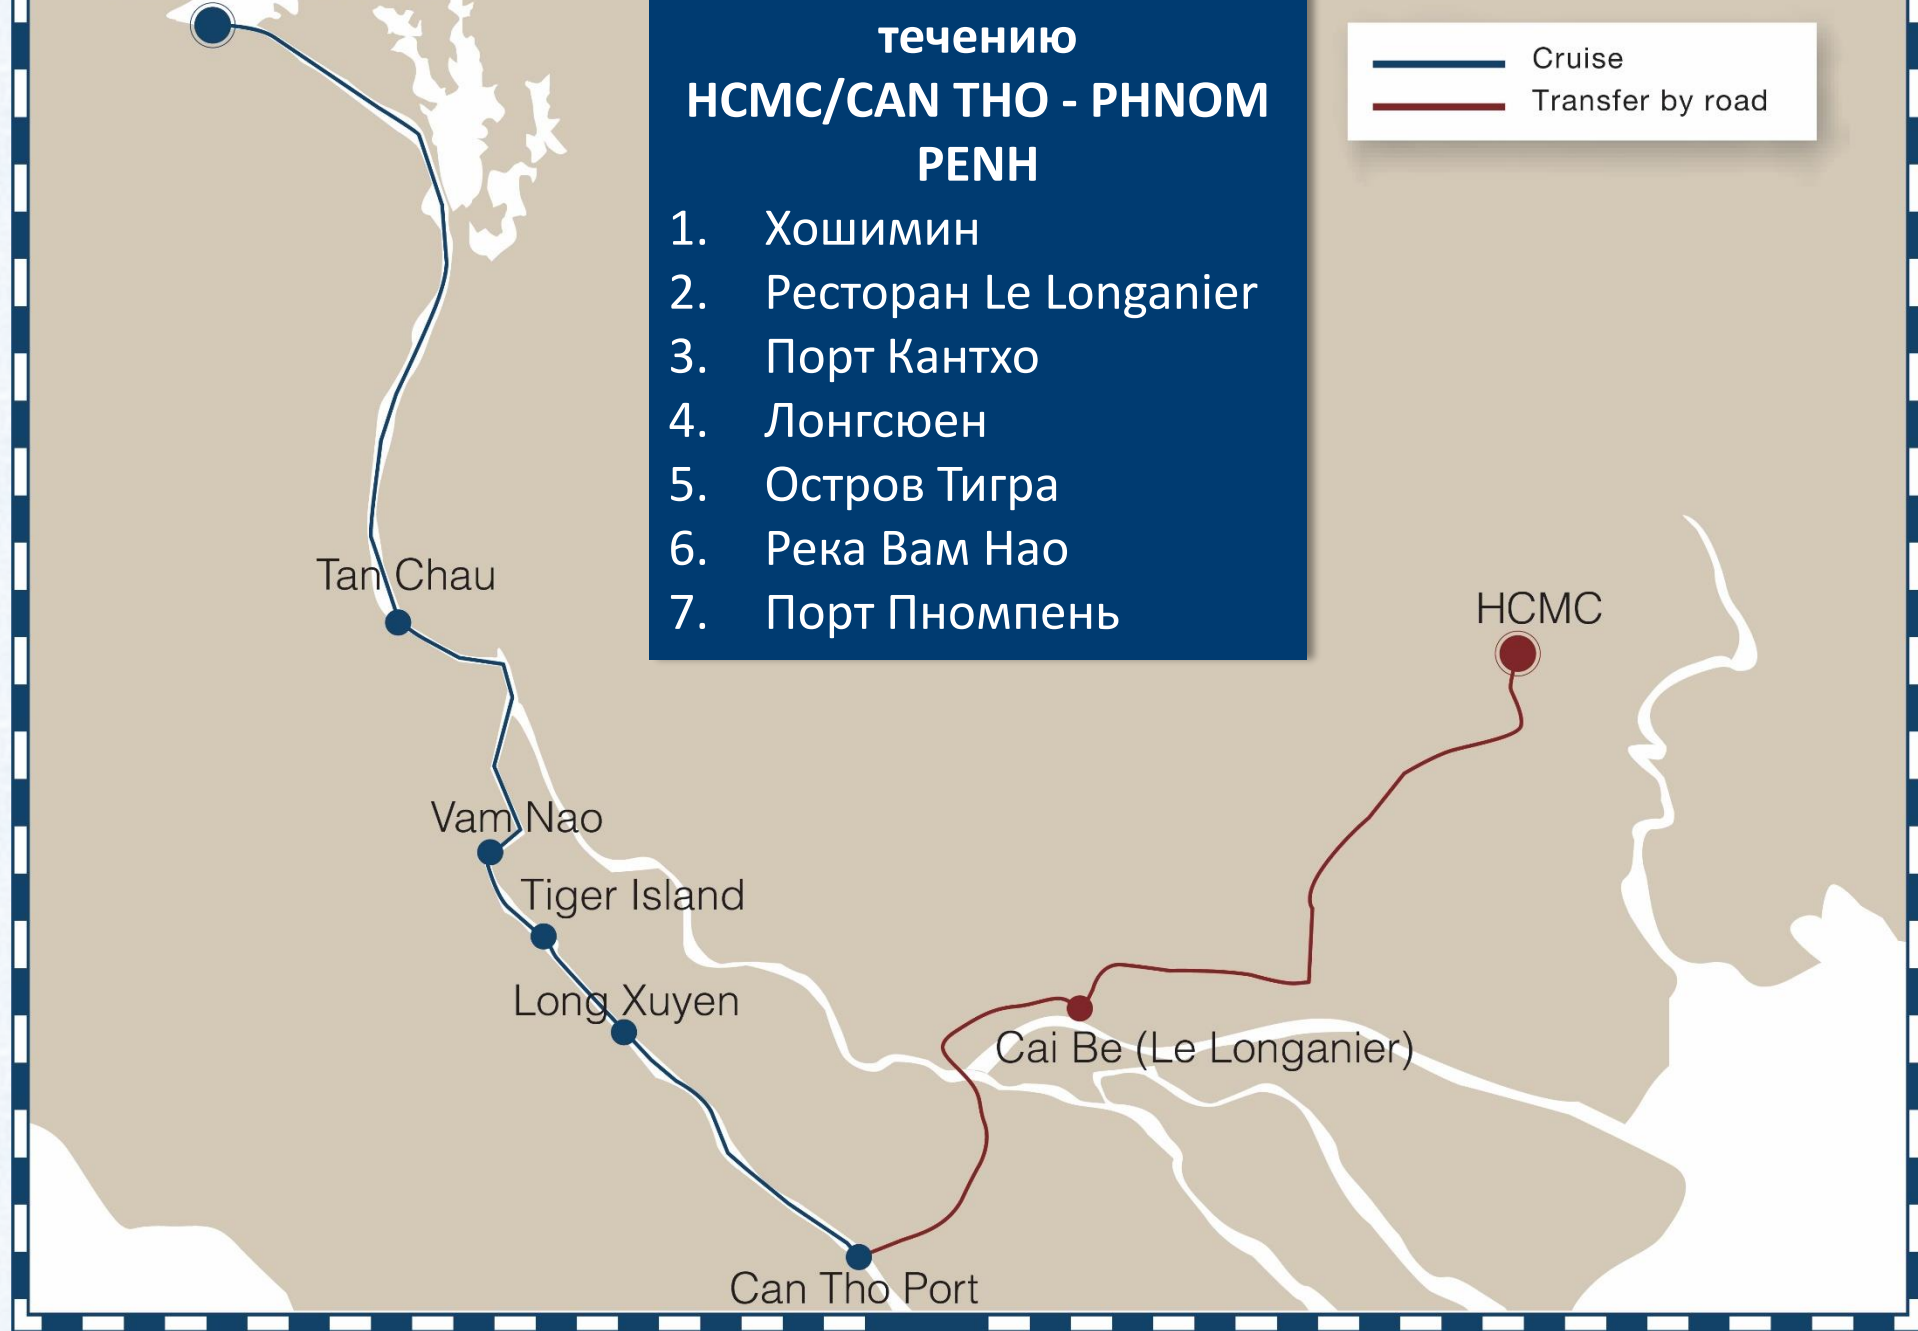 течению
HCMC/CAN THO - PHNOM
PENH
1. Хошимин
2. Ресторан Le Longanier
3. Порт Кантхо
4. Лонгсюен
5. Остров Тигра
6. Река Вам Нао
7. Порт Пномпень
Cruise
Transfer by road
Tan Chau
HCMC
Vam Nao
Tiger Island
Long Xuyen
Cai Be (Le Longanier)
Can Tho Port